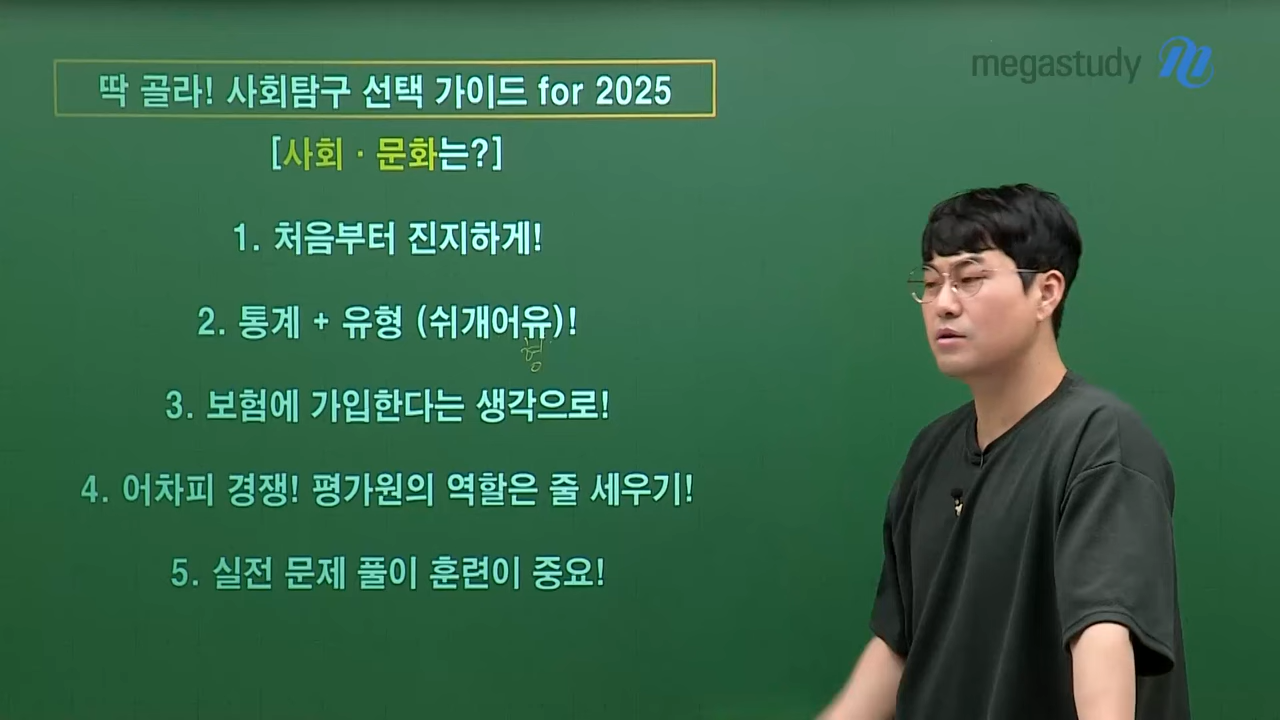 megastudy
딱 골라! 사회탐구 선택 가이드 for 2025
[사회 · 문화는?]
1. 처음부터 진지하게!
2. 통계 + 유형 (쉬개어유)!
형
3. 보험에 가입한다는 생각으로!
4. 어차피 경쟁! 평가원의 역할은 줄 세우기!
5. 실전 문제 풀이 훈련이 중요!